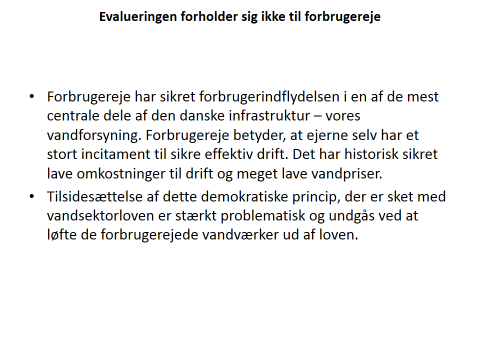 Evalueringen forholder sig ikke til forbrugereje
• Forbrugereje har sikret forbrugerindflydelsen i en af de mest
centrale dele af den danske infrastruktur – vores
vandforsyning. Forbrugereje betyder, at ejerne selv har et
stort incitament til sikre effektiv drift. Det har historisk sikret
lave omkostninger til drift og meget lave vandpriser.
• Tilsidesættelse af dette demokratiske princip, der er sket med
vandsektorloven er stærkt problematisk og undgås ved at
løfte de forbrugerejede vandværker ud af loven.